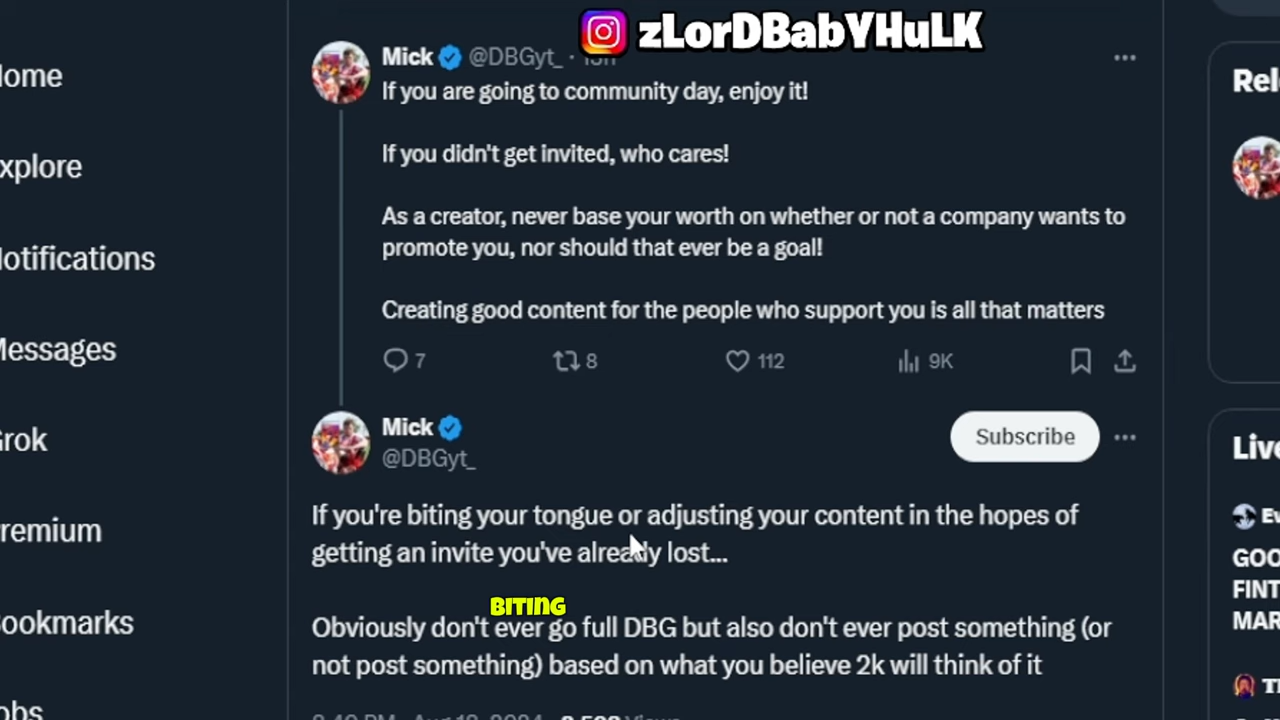 zLorDBabYHuLK
Home
Mick @DBGyt_ · 15h
If you are going to community day, enjoy it!
Rel
Explore
If you didn't get invited, who cares!
As a creator, never base your worth on whether or not a company wants to
promote you, nor should that ever be a goal!
Notifications
Creating good content for the people who support you is all that matters
Messages
7 8 112 9K
Grok
Mick
@DBGyt_
Subscribe
Live
If you're biting your tongue or adjusting your content in the hopes of
getting an invite you've already lost...
Premium
GOO
FINT
MAR
BITING
Bookmarks
Obviously don't ever go full DBG but also don't ever post something (or
not post something) based on what you believe 2k will think of it